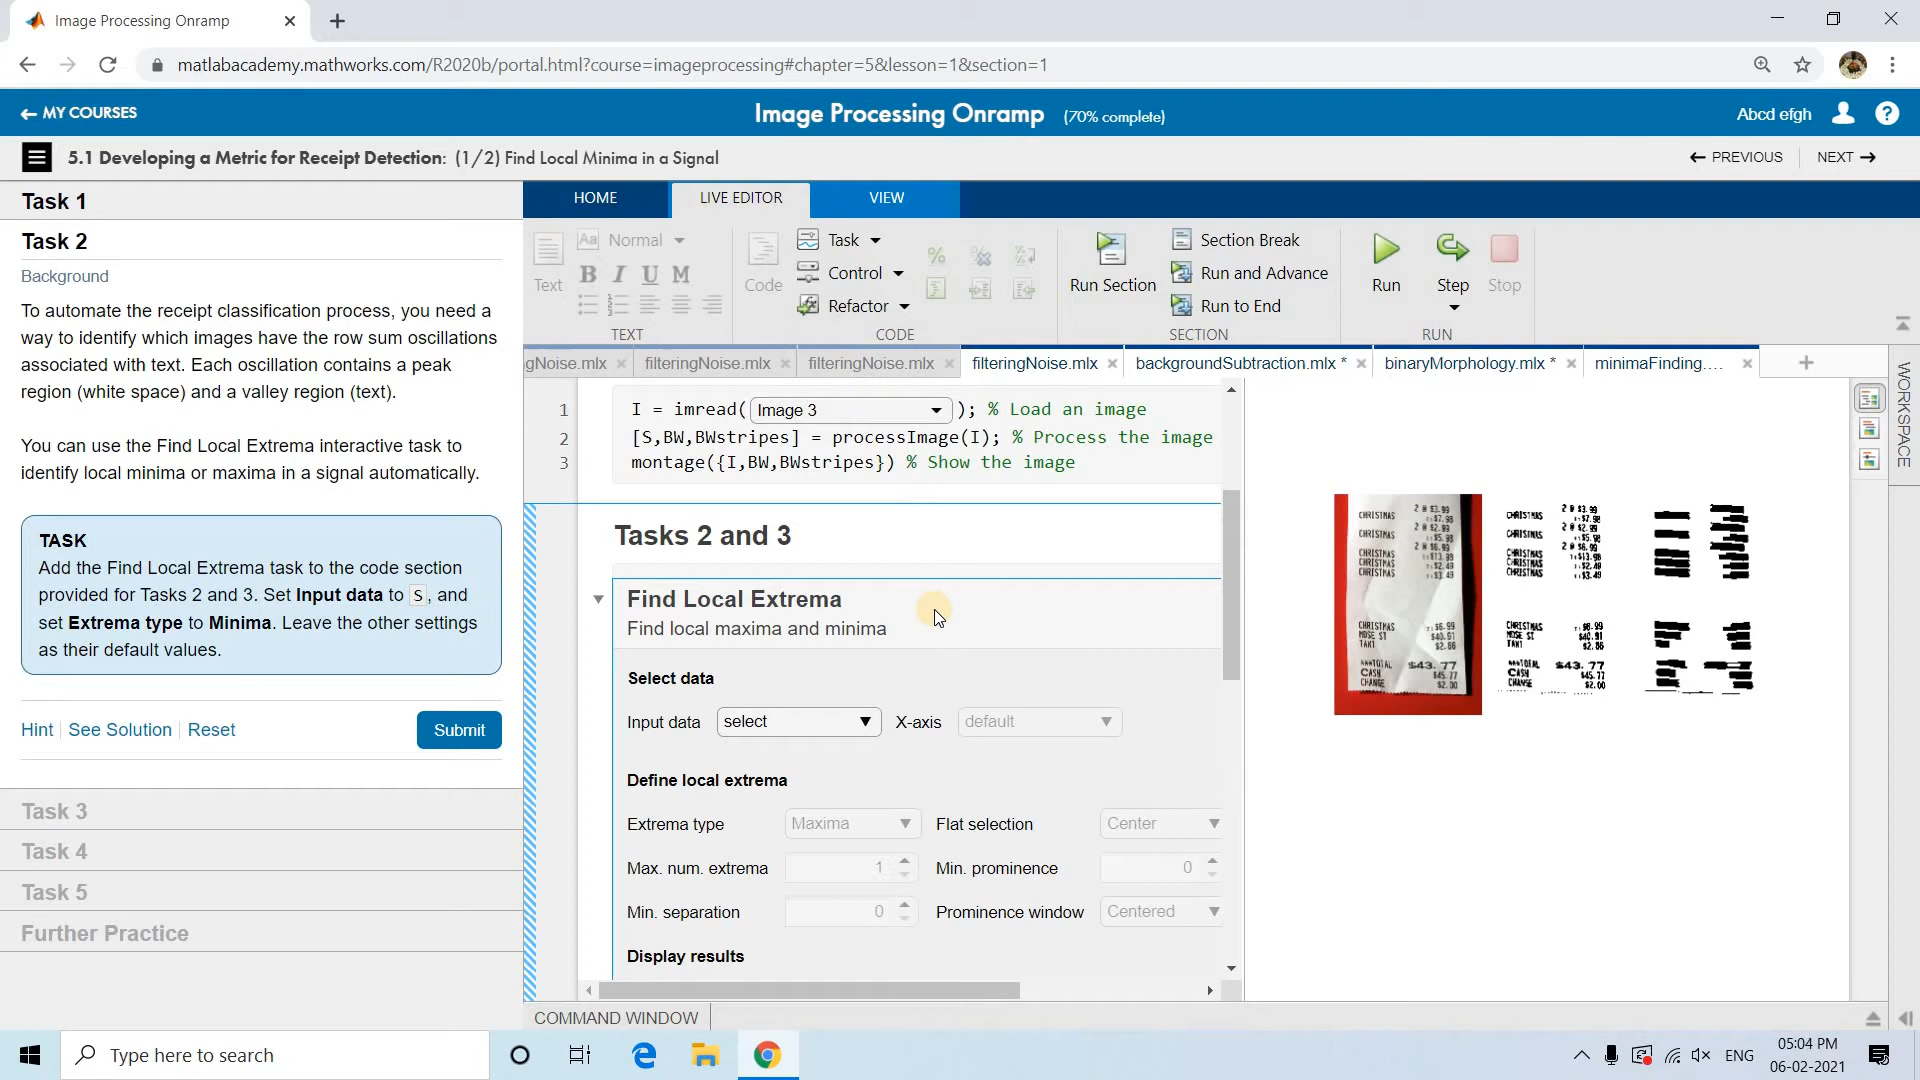 Image Processing Onramp
matlabacademy.mathworks.com/R2020b/portal.html?course=imageprocessing#chapter=5&lesson=1&section=1
MY COURSES
Image Processing Onramp (70% complete)
Abcd efgh
5.1 Developing a Metric for Receipt Detection: (1/2) Find Local Minima in a Signal
PREVIOUS
NEXT
Task 1
Task 2
Background
To automate the receipt classification process, you need a
way to identify which images have the row sum oscillations
associated with text. Each oscillation contains a peak
region (white space) and a valley region (text).
You can use the Find Local Extrema interactive task to
identify local minima or maxima in a signal automatically.
TASK
Add the Find Local Extrema task to the code section
provided for Tasks 2 and 3. Set Input data to S, and
set Extrema type to Minima. Leave the other settings
as their default values.
Hint
See Solution
Reset
Submit
Task 3
Task 4
Task 5
Further Practice
HOME
LIVE EDITOR
VIEW
Text
Aa Normal
B I U M
TEXT
Code
Task
Control
Refactor
CODE
Run Section
Section Break
Run and Advance
Run to End
SECTION
Run
Step
Stop
RUN
gNoise.mlx
filteringNoise.mlx
filteringNoise.mlx
filteringNoise.mlx
backgroundSubtraction.mlx *
binaryMorphology.mlx *
minimaFinding....
WORKSPACE
1 I = imread( Image 3 ); % Load an image
2 [S,BW,BWstripes] = processImage(I); % Process the image
3 montage({I,BW,BWstripes}) % Show the image
Tasks 2 and 3
Find Local Extrema
Find local maxima and minima
Select data
Input data select X-axis default
Define local extrema
Extrema type Maxima Flat selection Center
Max. num. extrema 1 Min. prominence 0
Min. separation 0 Prominence window Centered
Display results
CHRISTMAS
CHRISTMAS
CHRISTMAS
CHRISTMAS
CHRISTMAS
CHRISTMAS
$43.77
CASH
CHANGE $2.00
COMMAND WINDOW
Type here to search
ENG
05:04 PM
06-02-2021